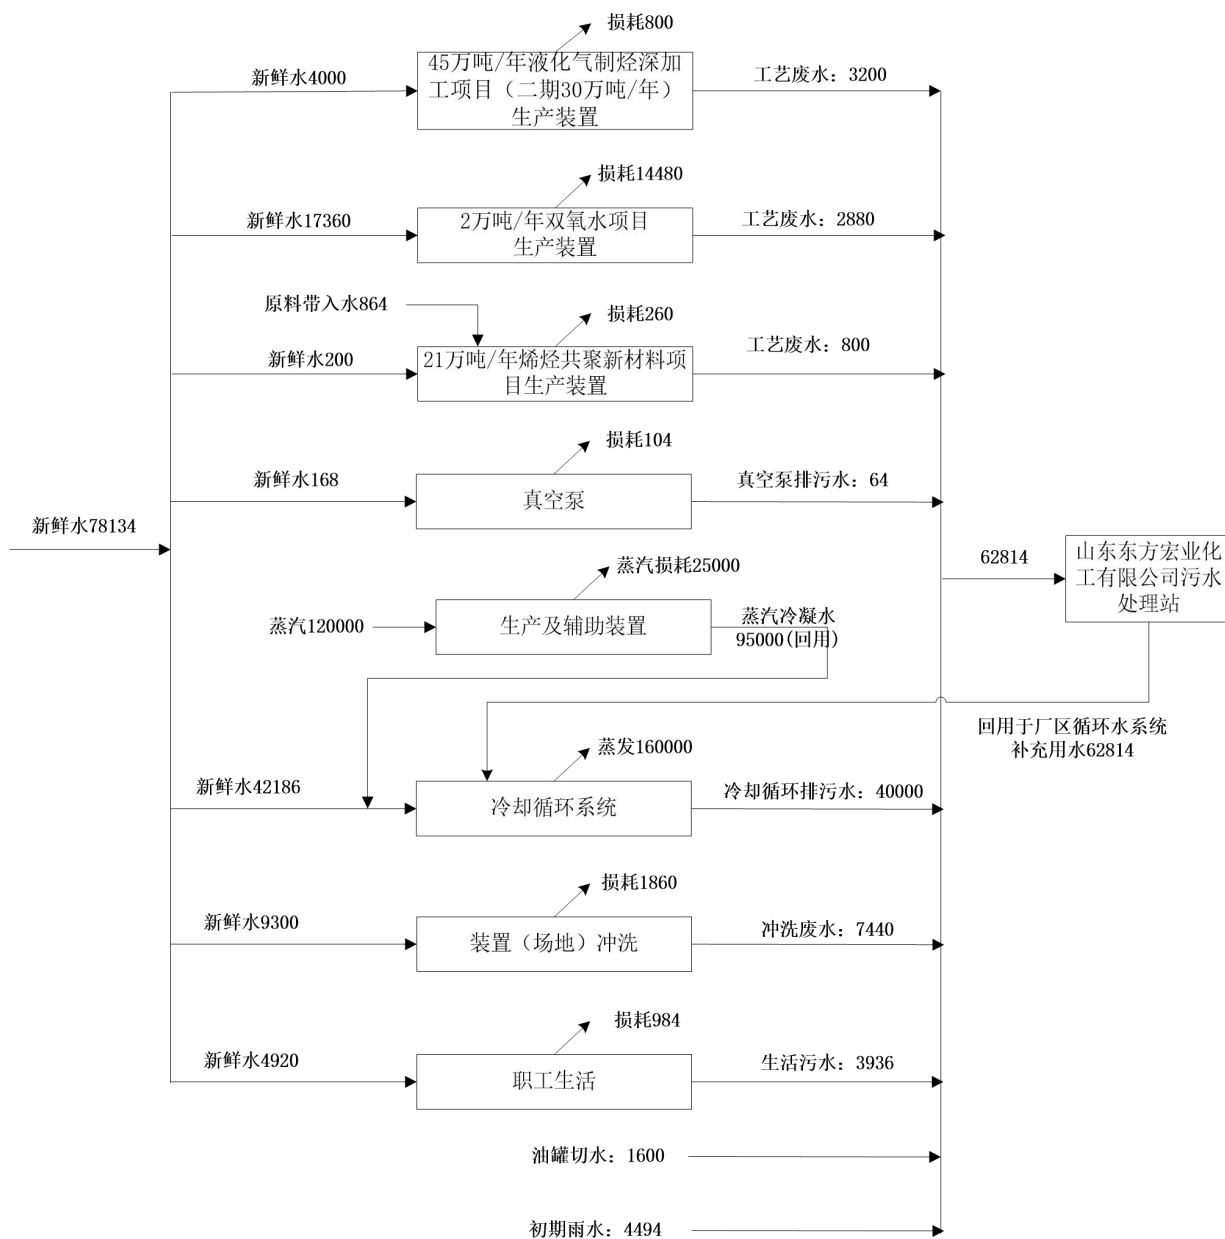 损耗800
新鲜水4000
45万吨/年液化气制烃深加
工项目（二期30万吨/年）
生产装置
工艺废水：3200
损耗14480
新鲜水17360
2万吨/年双氧水项目
生产装置
工艺废水：2880
原料带入水864
损耗260
新鲜水200
21万吨/年烯烃共聚新材料项
目生产装置
工艺废水：800
损耗104
新鲜水168
真空泵
真空泵排污水：64
新鲜水78134
62814
山东东方宏业化
工有限公司污水
处理站
蒸汽损耗25000
蒸汽120000
生产及辅助装置
蒸汽冷凝水
95000(回用)
回用于厂区循环水系统
补充用水62814
蒸发160000
新鲜水42186
冷却循环系统
冷却循环排污水：40000
损耗1860
新鲜水9300
装置（场地）冲洗
冲洗废水：7440
损耗984
新鲜水4920
职工生活
生活污水：3936
油罐切水：1600
初期雨水：4494